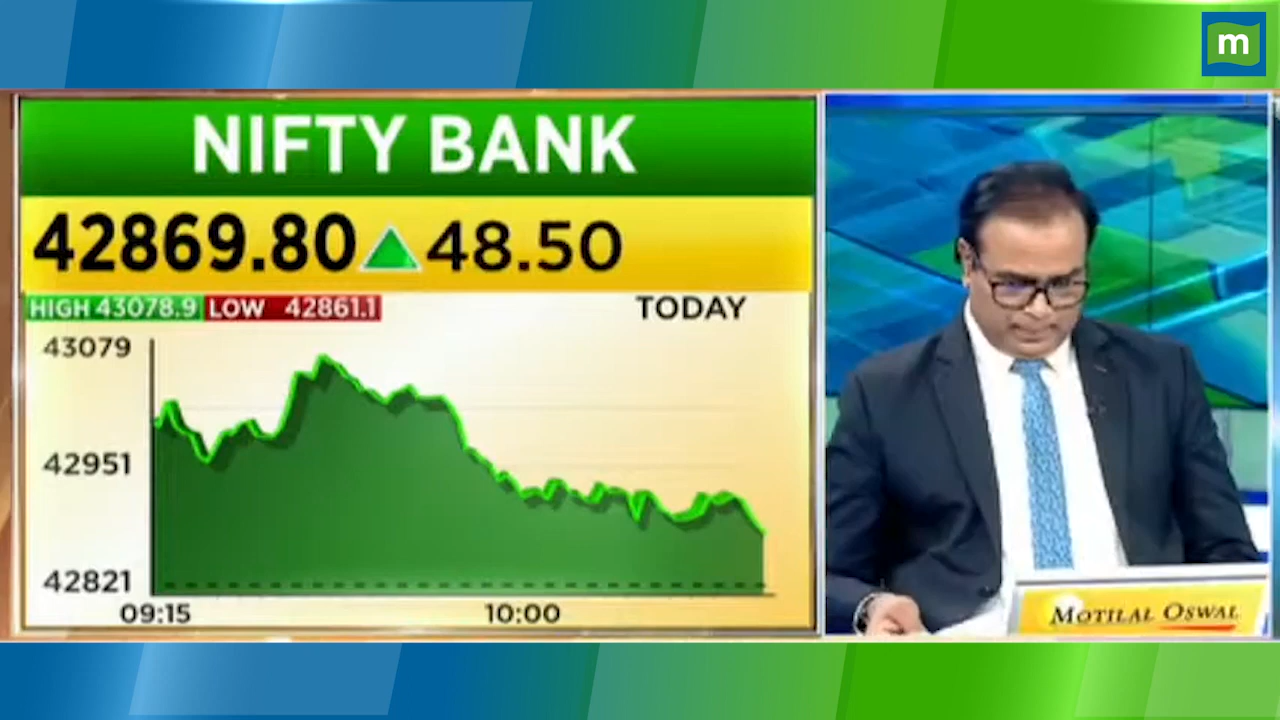 m
NIFTY BANK
42869.80 ▲ 48.50
HIGH 43078.9 LOW 42861.1 TODAY
43079
42951
42821
09:15 10:00
MOTILAL OSWAL